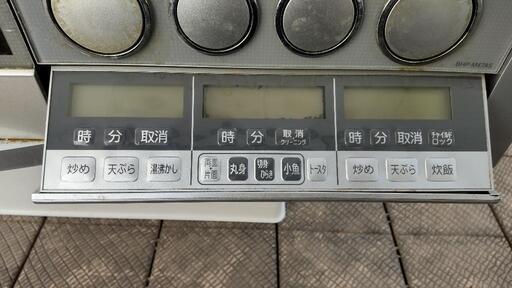 BHP-M47AS
時 分 取消 時 分 取消 クリーニング 時 分 取消 チャイルド ロック
炒め 天ぷら 湯沸かし 両面 片面 丸身 切身 ひらき 小魚 トースタ 炒め 天ぷら 炊飯